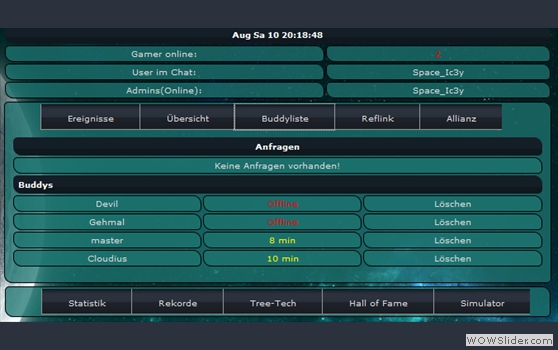 Aug Sa 10 20:18:48
Gamer online:
User im Chat: Space_Ic3y
Admins(Online): Space_Ic3y
Ereignisse Übersicht Buddyliste Reflink Allianz
Anfragen
Keine Anfragen vorhanden!
Buddys
Devil Offline Löschen
Gehmal Offline Löschen
master 8 min Löschen
Cloudius 10 min Löschen
Statistik Rekorde Tree-Tech Hall of Fame Simulator
WOWSlider.com